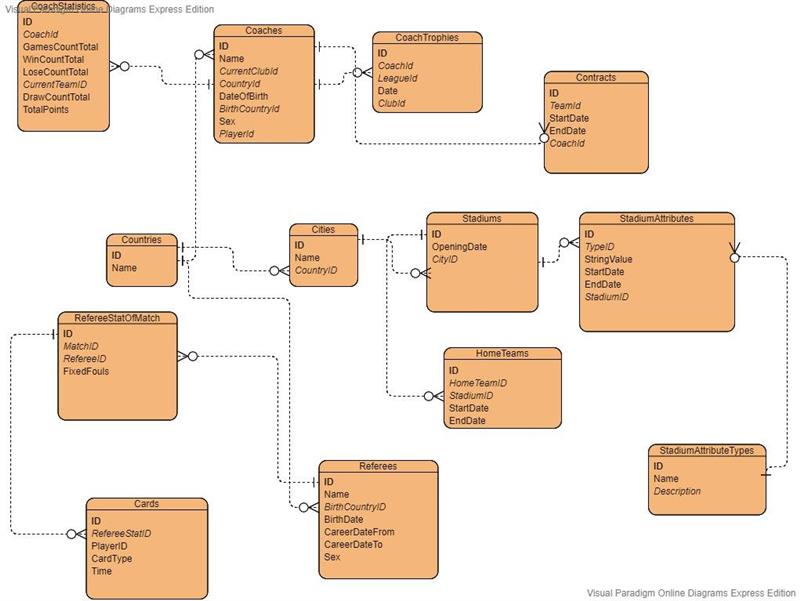 Visual Paradigm Online Diagrams Express Edition
CoachStatistics
ID
CoachId
GamesCountTotal
WinCountTotal
LoseCountTotal
CurrentTeamID
DrawCountTotal
TotalPoints
Coaches
ID
Name
CurrentClubId
CountryId
DateOfBirth
BirthCountryId
Sex
PlayerId
CoachTrophies
ID
CoachId
LeagueId
Date
ClubId
Contracts
ID
TeamId
StartDate
EndDate
CoachId
Countries
ID
Name
Cities
ID
Name
CountryID
Stadiums
ID
OpeningDate
CityID
StadiumAttributes
ID
TypeID
StringValue
StartDate
EndDate
StadiumID
RefereeStatOfMatch
ID
MatchID
RefereeID
FixedFouls
HomeTeams
ID
HomeTeamID
StadiumID
StartDate
EndDate
StadiumAttributeTypes
ID
Name
Description
Referees
ID
Name
BirthCountryID
BirthDate
CareerDateFrom
CareerDateTo
Sex
Cards
ID
RefereeStatID
PlayerID
CardType
Time
Visual Paradigm Online Diagrams Express Edition